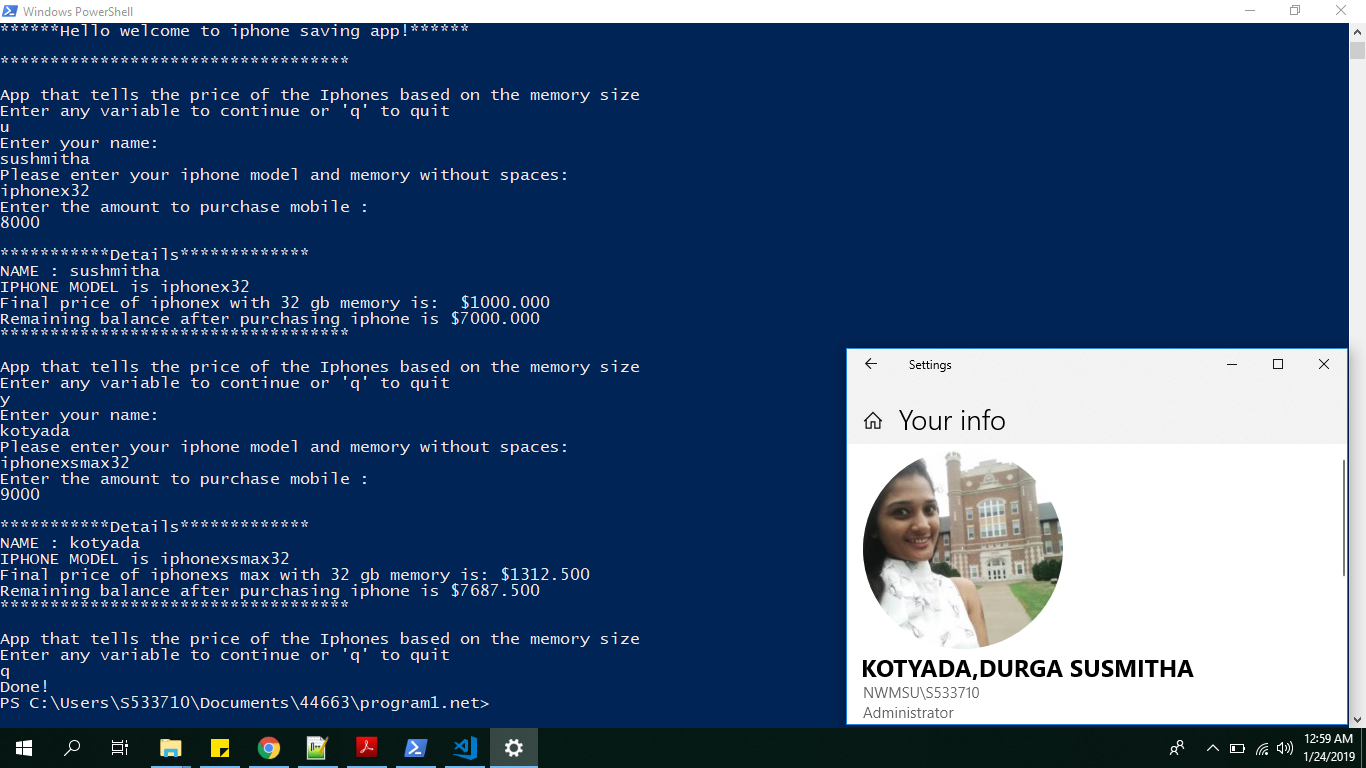 Windows PowerShell
******Hello welcome to iphone saving app!******
***********************************
App that tells the price of the Iphones based on the memory size
Enter any variable to continue or 'q' to quit
u
Enter your name:
sushmitha
Please enter your iphone model and memory without spaces:
iphonex32
Enter the amount to purchase mobile :
8000
***********Details*************
NAME : sushmitha
IPHONE MODEL is iphonex32
Final price of iphonex with 32 gb memory is:  $1000.000
Remaining balance after purchasing iphone is $7000.000
***********************************
App that tells the price of the Iphones based on the memory size
Enter any variable to continue or 'q' to quit
y
Enter your name:
kotyada
Please enter your iphone model and memory without spaces:
iphonexsmax32
Enter the amount to purchase mobile :
9000
***********Details*************
NAME : kotyada
IPHONE MODEL is iphonexsmax32
Final price of iphonexs max with 32 gb memory is: $1312.500
Remaining balance after purchasing iphone is $7687.500
***********************************
App that tells the price of the Iphones based on the memory size
Enter any variable to continue or 'q' to quit
q
Done!
PS C:\Users\S533710\Documents\44663\program1.net>
Settings
Your info
KOTYADA,DURGA SUSMITHA
NWMSU\S533710
Administrator
12:59 AM
1/24/2019